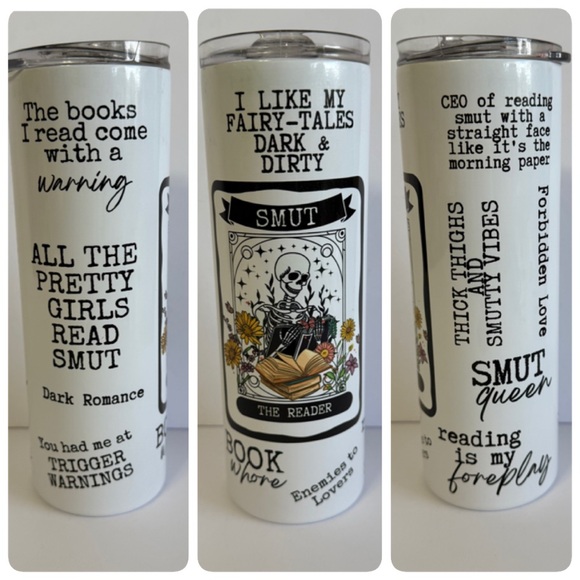 The books
I read come
with a
warning
ALL THE
PRETTY
GIRLS
READ
SMUT
Dark Romance
You had me at
TRIGGER
WARNINGS
I LIKE MY
FAIRY-TALES
DARK &
DIRTY
SMUT
THE READER
BOOK
whore
Enemies to
Lovers
CEO of reading
smut with a
straight face
like it's the
morning paper
THICK THIGHS
AND
SMUTTY VIBES
Forbidden Love
SMUT
queen
reading
is my
foreplay